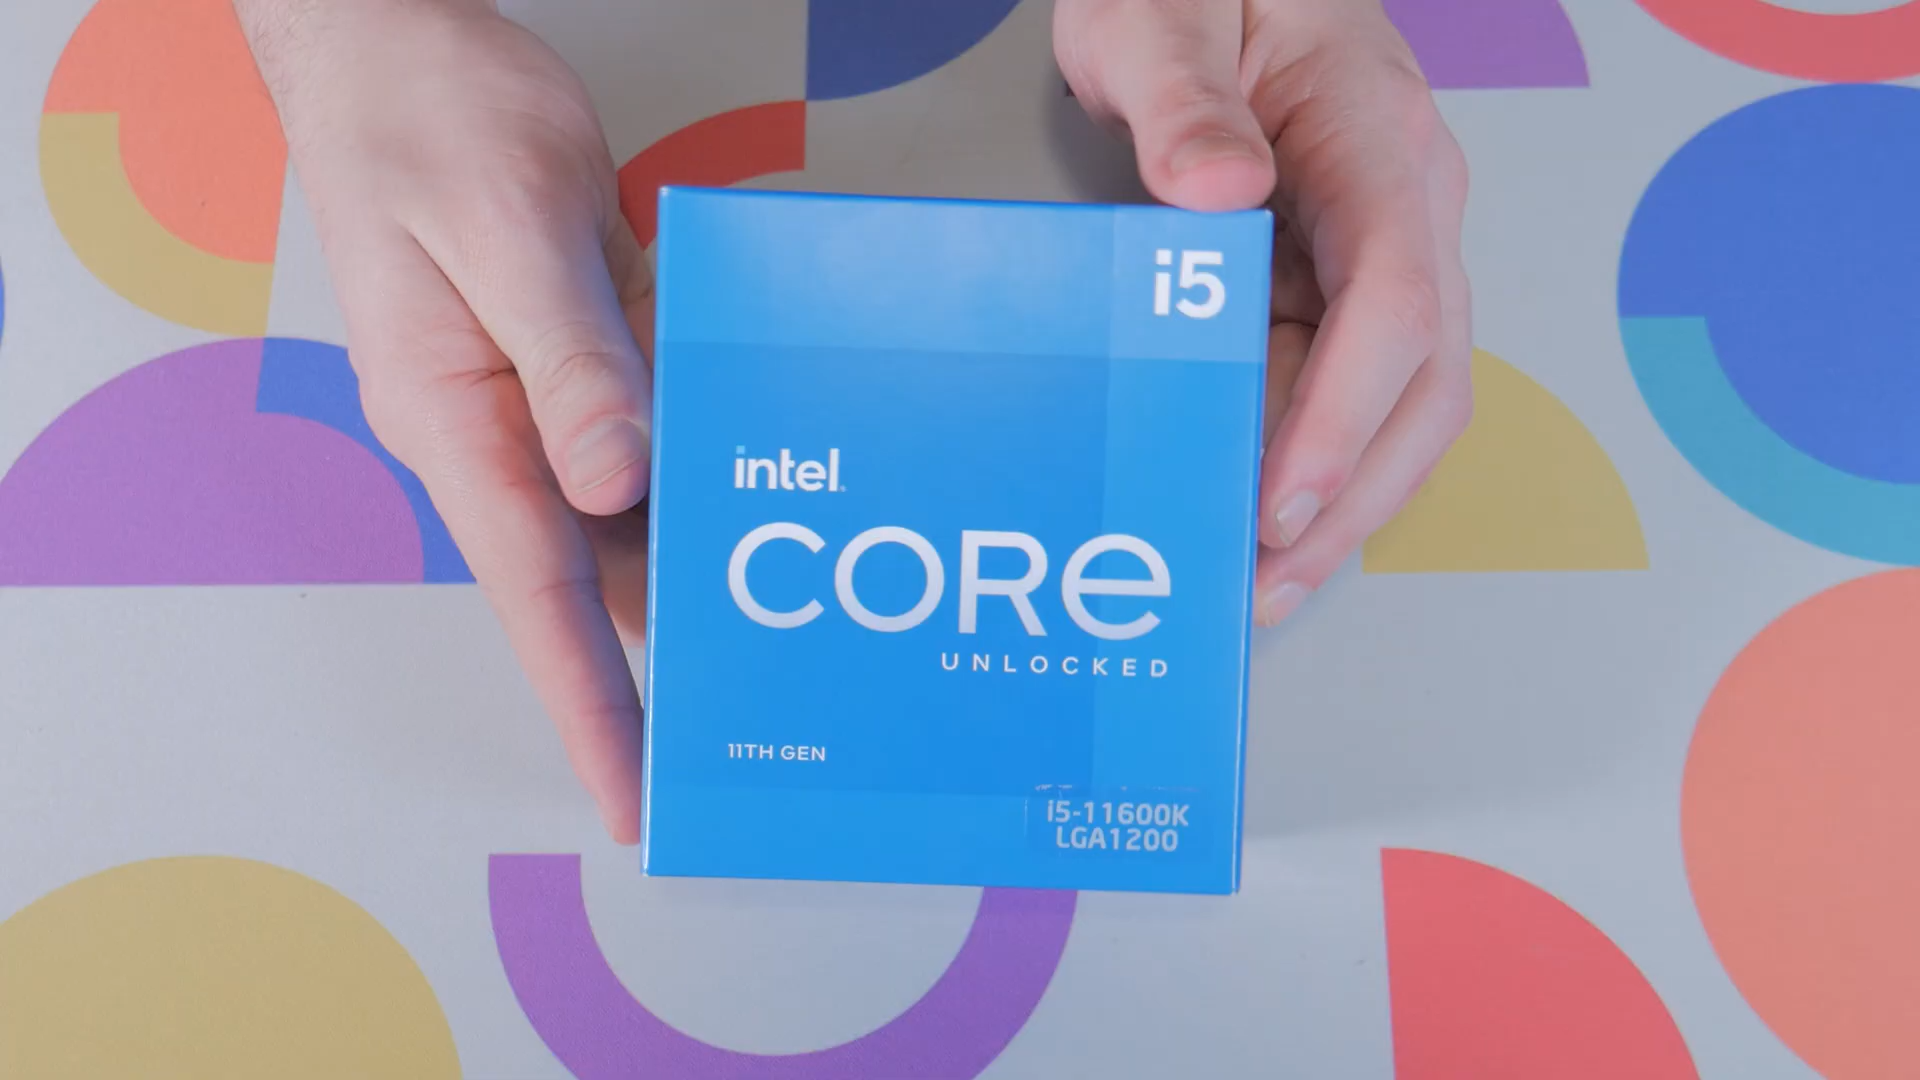 i5
intel
CORe
UNLOCKED
11TH GEN
i5-11600K
LGA1200